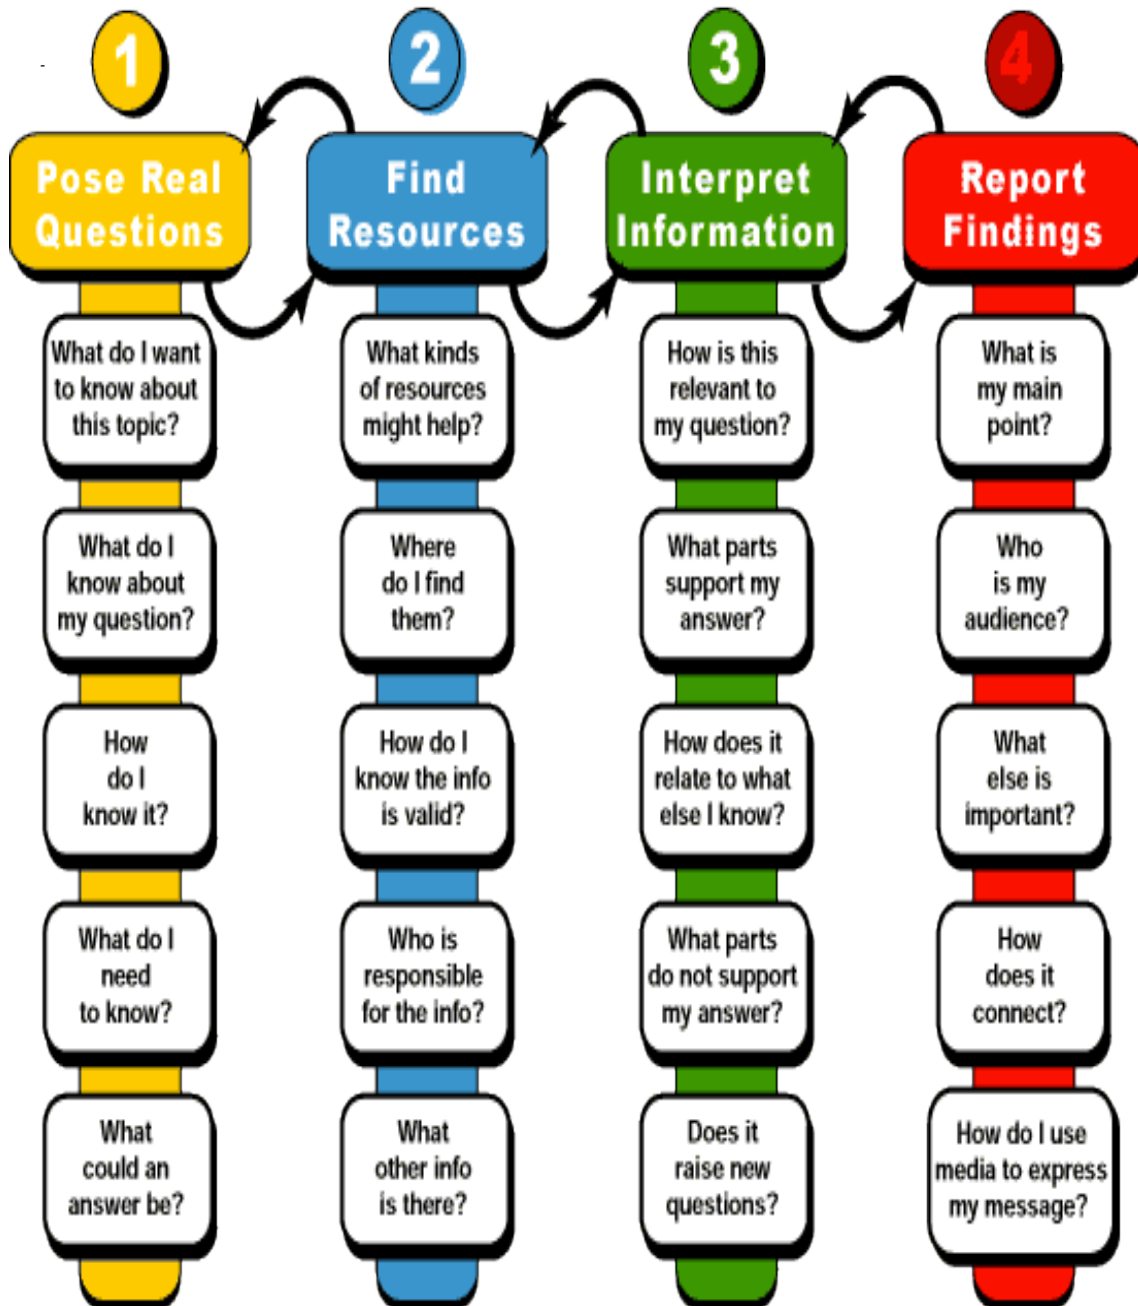 1
Pose Real
Questions
What do I want
to know about
this topic?
What do I
know about
my question?
How
do I
know it?
What do I
need
to know?
What
could an
answer be?
2
Find
Resources
What kinds
of resources
might help?
Where
do I find
them?
How do I
know the info
is valid?
Who is
responsible
for the info?
What
other info
is there?
3
Interpret
Information
How is this
relevant to
my question?
What parts
support my
answer?
How does it
relate to what
else I know?
What parts
do not support
my answer?
Does it
raise new
questions?
4
Report
Findings
What is
my main
point?
Who
is my
audience?
What
else is
important?
How
does it
connect?
How do I use
media to express
my message?